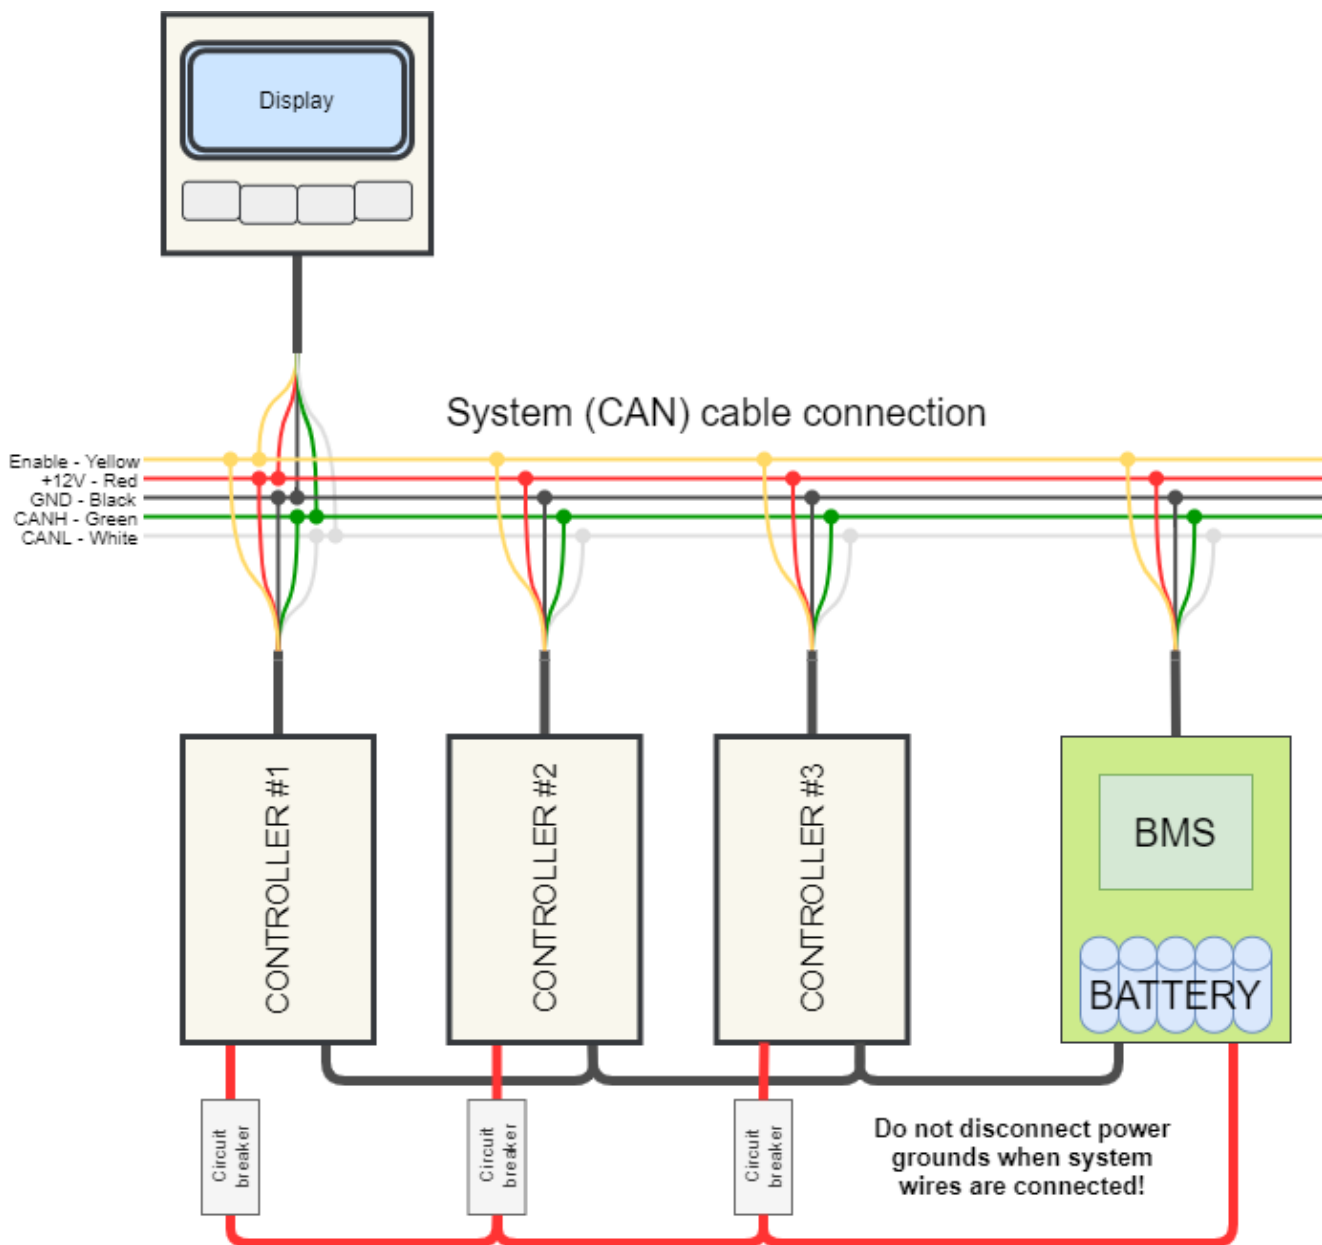 Display
System (CAN) cable connection
Enable - Yellow
+12V - Red
GND - Black
CANH - Green
CANL - White
CONTROLLER #1
CONTROLLER #2
CONTROLLER #3
BMS
BATTERY
Circuit
breaker
Circuit
breaker
Circuit
breaker
Do not disconnect power
grounds when system
wires are connected!